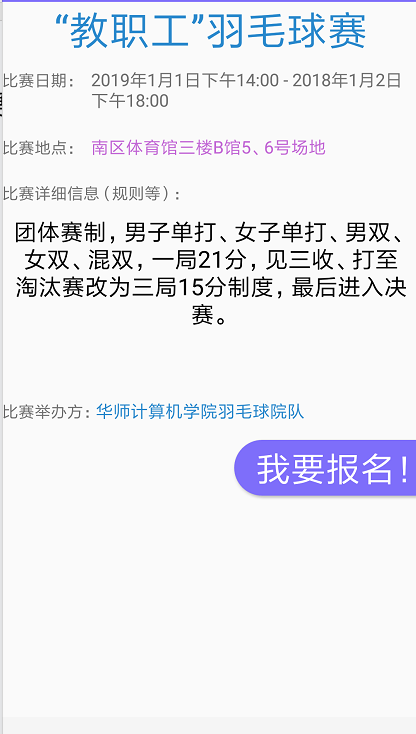 “教职工”羽毛球赛
比赛日期： 2019年1月1日下午14:00 - 2018年1月2日
下午18:00
比赛地点： 南区体育馆三楼B馆5、6号场地
比赛详细信息（规则等）：
团体赛制，男子单打、女子单打、男双、
女双、混双，一局21分，见三收、打至
淘汰赛改为三局15分制度，最后进入决
赛。
比赛举办方：华师计算机学院羽毛球院队
我要报名！